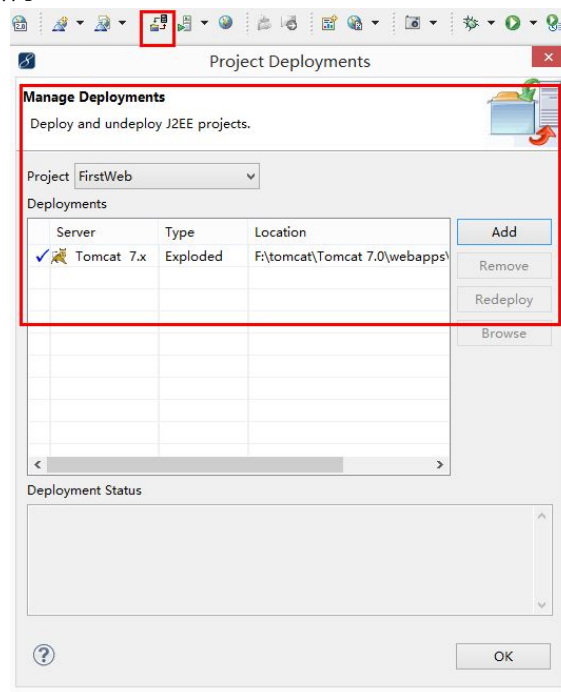 Project Deployments
Manage Deployments
Deploy and undeploy J2EE projects.
Project FirstWeb
Deployments
Server Type Location
Tomcat 7.x Exploded F:\tomcat\Tomcat 7.0\webapps\
Add
Remove
Redeploy
Browse
Deployment Status
OK